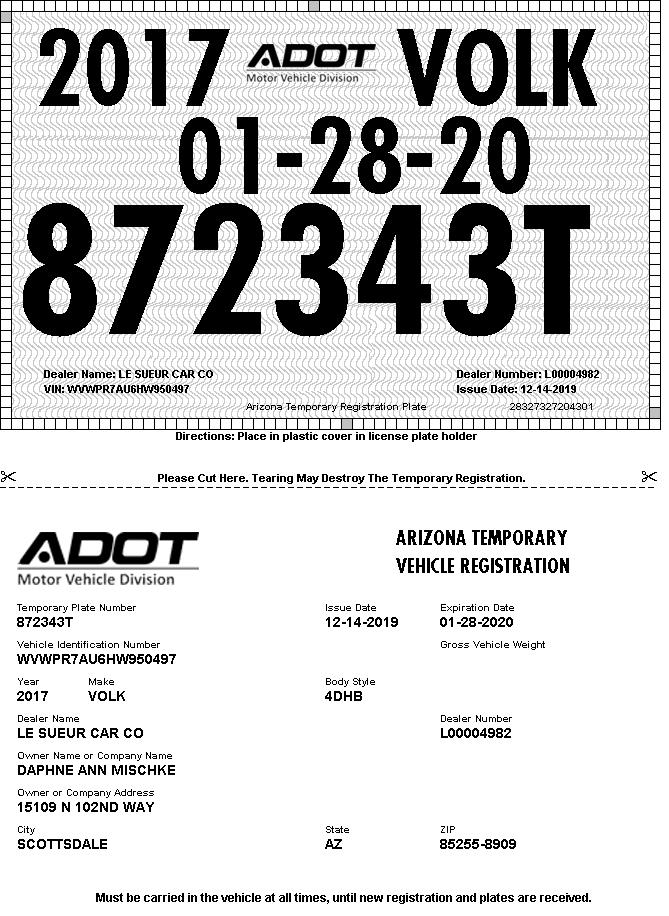 2017 ADOT VOLK
Motor Vehicle Division
01-28-20
872343T
Dealer Name: LE SUEUR CAR CO Dealer Number: L00004982
VIN: WVWPR7AU6HW950497 Issue Date: 12-14-2019
Arizona Temporary Registration Plate 28327327204301
Directions: Place in plastic cover in license plate holder
Please Cut Here. Tearing May Destroy The Temporary Registration.
ADOT ARIZONA TEMPORARY
Motor Vehicle Division VEHICLE REGISTRATION
Temporary Plate Number Issue Date Expiration Date
872343T 12-14-2019 01-28-2020
Vehicle Identification Number Gross Vehicle Weight
WVWPR7AU6HW950497
Year Make Body Style
2017 VOLK 4DHB
Dealer Name Dealer Number
LE SUEUR CAR CO L00004982
Owner Name or Company Name
DAPHNE ANN MISCHKE
Owner or Company Address
15109 N 102ND WAY
City State ZIP
SCOTTSDALE AZ 85255-8909
Must be carried in the vehicle at all times, until new registration and plates are received.